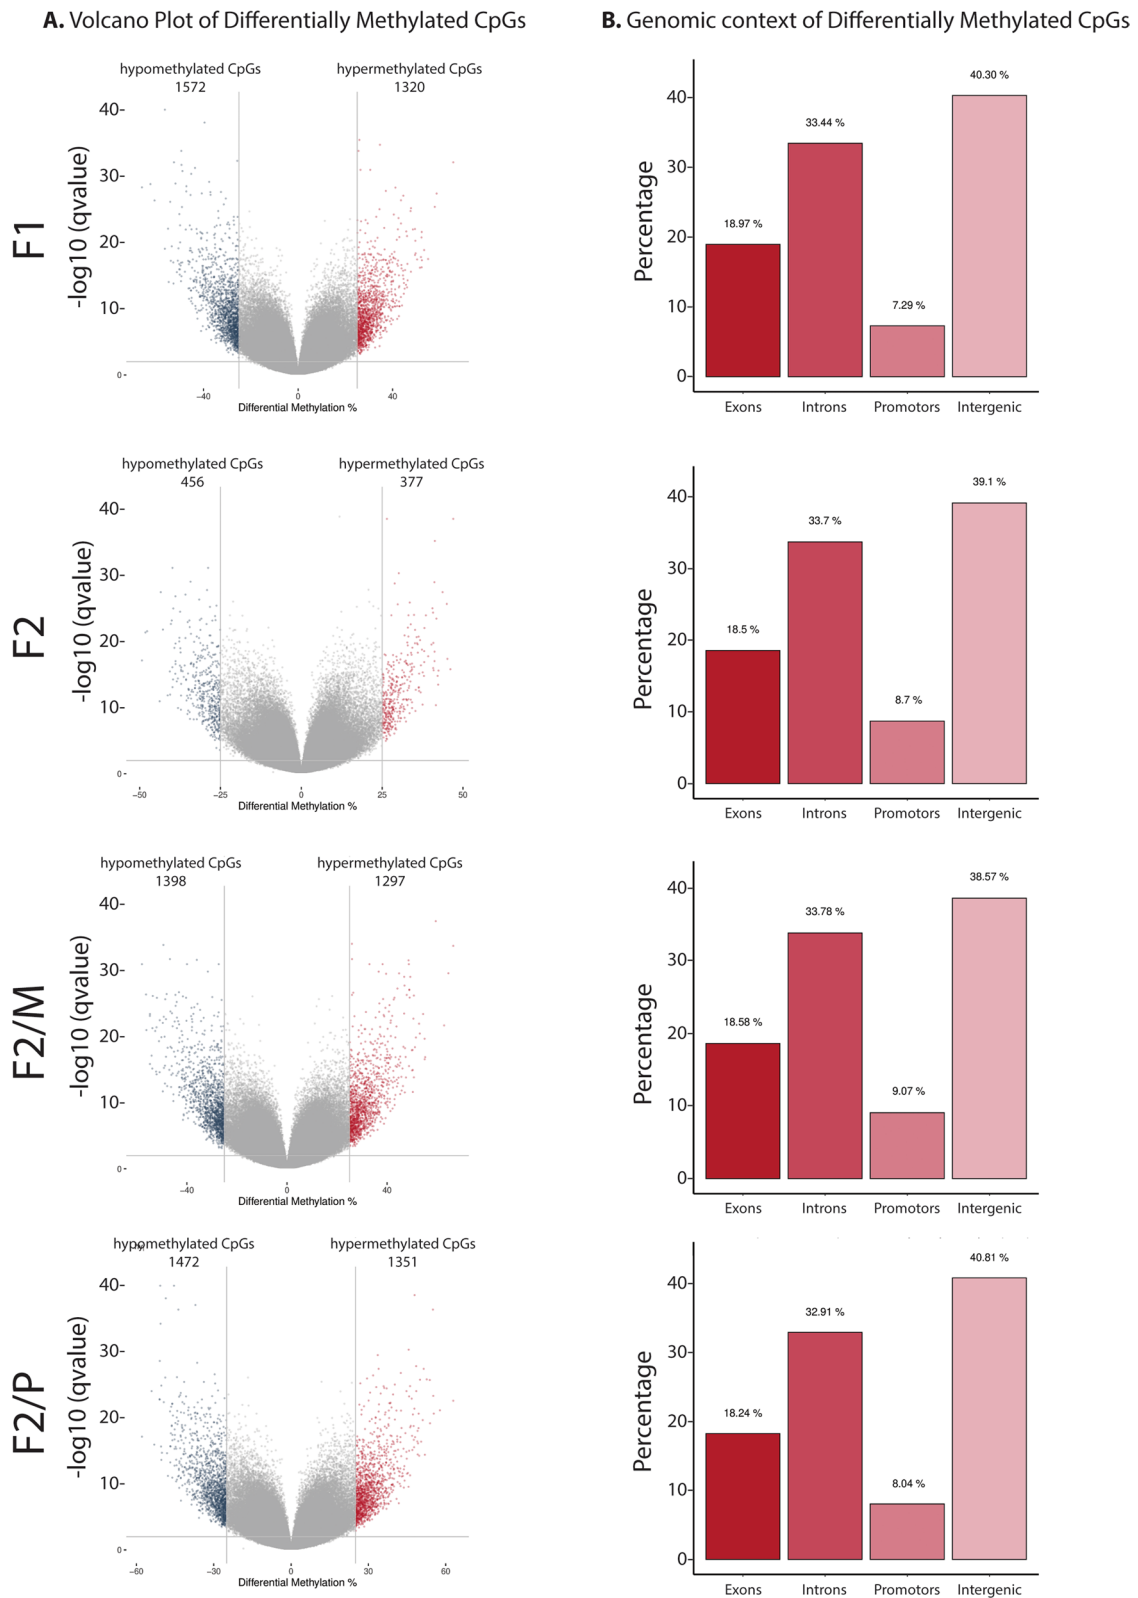 A. Volcano Plot of Differentially Methylated CpGs
B. Genomic context of Differentially Methylated CpGs
F1
hypomethylated CpGs
1572
hypermethylated CpGs
1320
-log10 (qvalue)
40
30
20
10
0
-40 0 40
Differential Methylation %
Percentage
40
30
20
10
0
18.97 %
33.44 %
7.29 %
40.30 %
Exons Introns Promotors Intergenic
F2
hypomethylated CpGs
456
hypermethylated CpGs
377
-log10 (qvalue)
40
30
20
10
0
-50 -25 0 25 50
Differential Methylation %
Percentage
40
30
20
10
0
18.5 %
33.7 %
8.7 %
39.1 %
Exons Introns Promotors Intergenic
F2/M
hypomethylated CpGs
1398
hypermethylated CpGs
1297
-log10 (qvalue)
40
30
20
10
0
-40 0 40
Differential Methylation %
Percentage
40
30
20
10
0
18.58 %
33.78 %
9.07 %
38.57 %
Exons Introns Promotors Intergenic
F2/P
hypomethylated CpGs
1472
hypermethylated CpGs
1351
-log10 (qvalue)
40
30
20
10
0
-60 -30 0 30 60
Differential Methylation %
Percentage
40
30
20
10
0
18.24 %
32.91 %
8.04 %
40.81 %
Exons Introns Promotors Intergenic